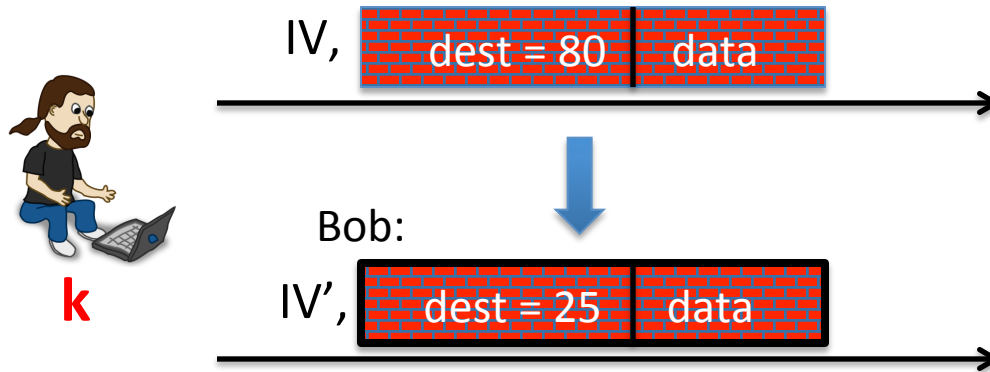 IV, dest = 80 data
Bob:
k
IV’, dest = 25 data